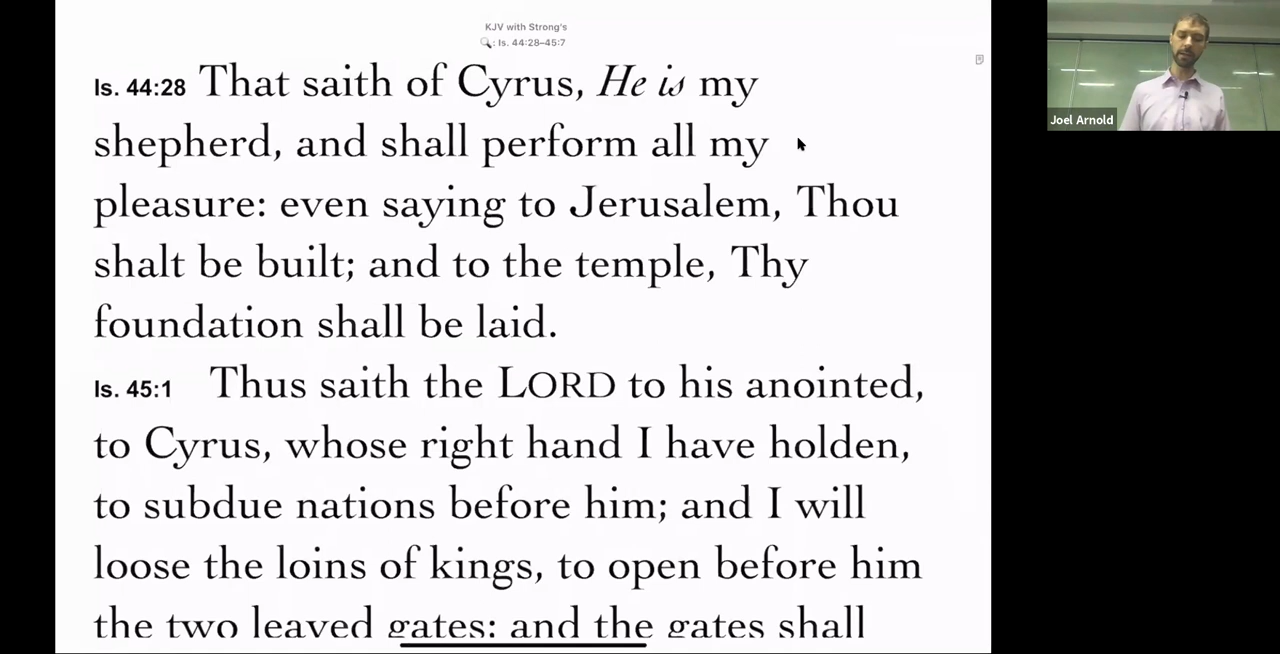 KJV with Strong's
: Is. 44:28–45:7
Is. 44:28 That saith of Cyrus, He is my
shepherd, and shall perform all my
pleasure: even saying to Jerusalem, Thou
shalt be built; and to the temple, Thy
foundation shall be laid.
Is. 45:1 Thus saith the LORD to his anointed,
to Cyrus, whose right hand I have holden,
to subdue nations before him; and I will
loose the loins of kings, to open before him
the two leaved gates: and the gates shall
Joel Arnold